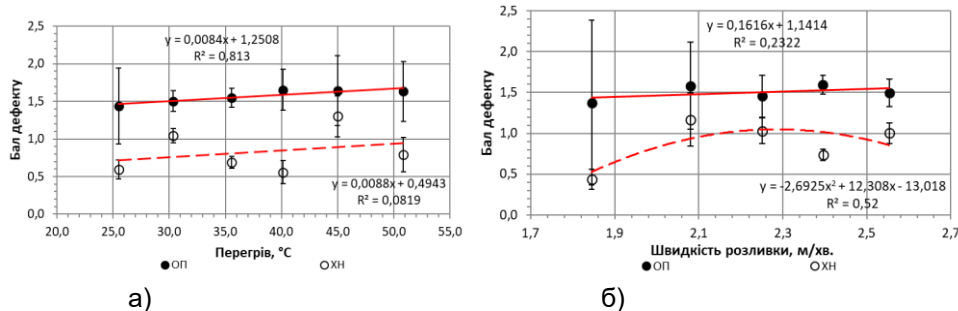 а)
Бал дефекту
2,5
2,0
1,5
1,0
0,5
0,0
y = 0,0084x + 1,2508
R² = 0,813
y = 0,0088x + 0,4943
R² = 0,0819
20,0 25,0 30,0 35,0 40,0 45,0 50,0 55,0
Перегрів, °C
ОП ХН
Бал дефекту
2,5
2,0
1,5
1,0
0,5
0,0
y = 0,1616x + 1,1414
R² = 0,2322
y = -2,6925x² + 12,308x - 13,018
R² = 0,52
1,7 1,9 2,1 2,3 2,5 2,7
Швидкість розливки, м/хв.
ОП ХН
а) б)